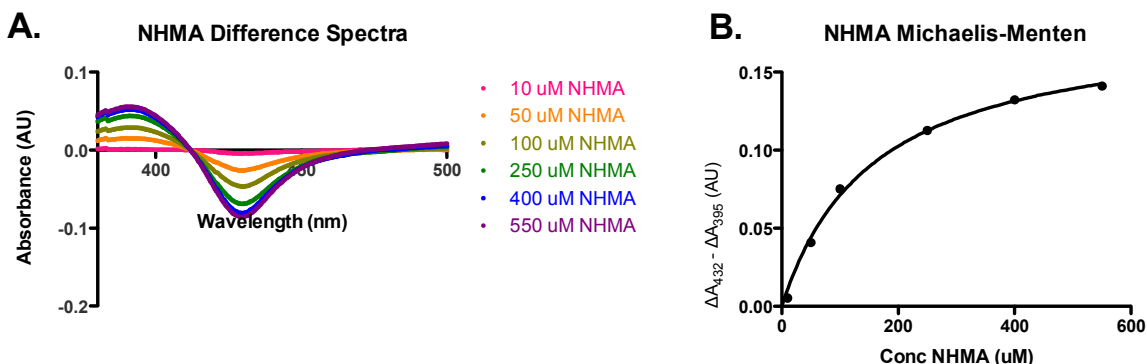 A.
NHMA Difference Spectra
0.1
0.0
-0.1
-0.2
Absorbance (AU)
400
500
Wavelength (nm)
10 uM NHMA
50 uM NHMA
100 uM NHMA
250 uM NHMA
400 uM NHMA
550 uM NHMA
B.
NHMA Michaelis-Menten
0.15
0.10
0.05
0.00
ΔA432 - ΔA395 (AU)
0
200
400
600
Conc NHMA (uM)